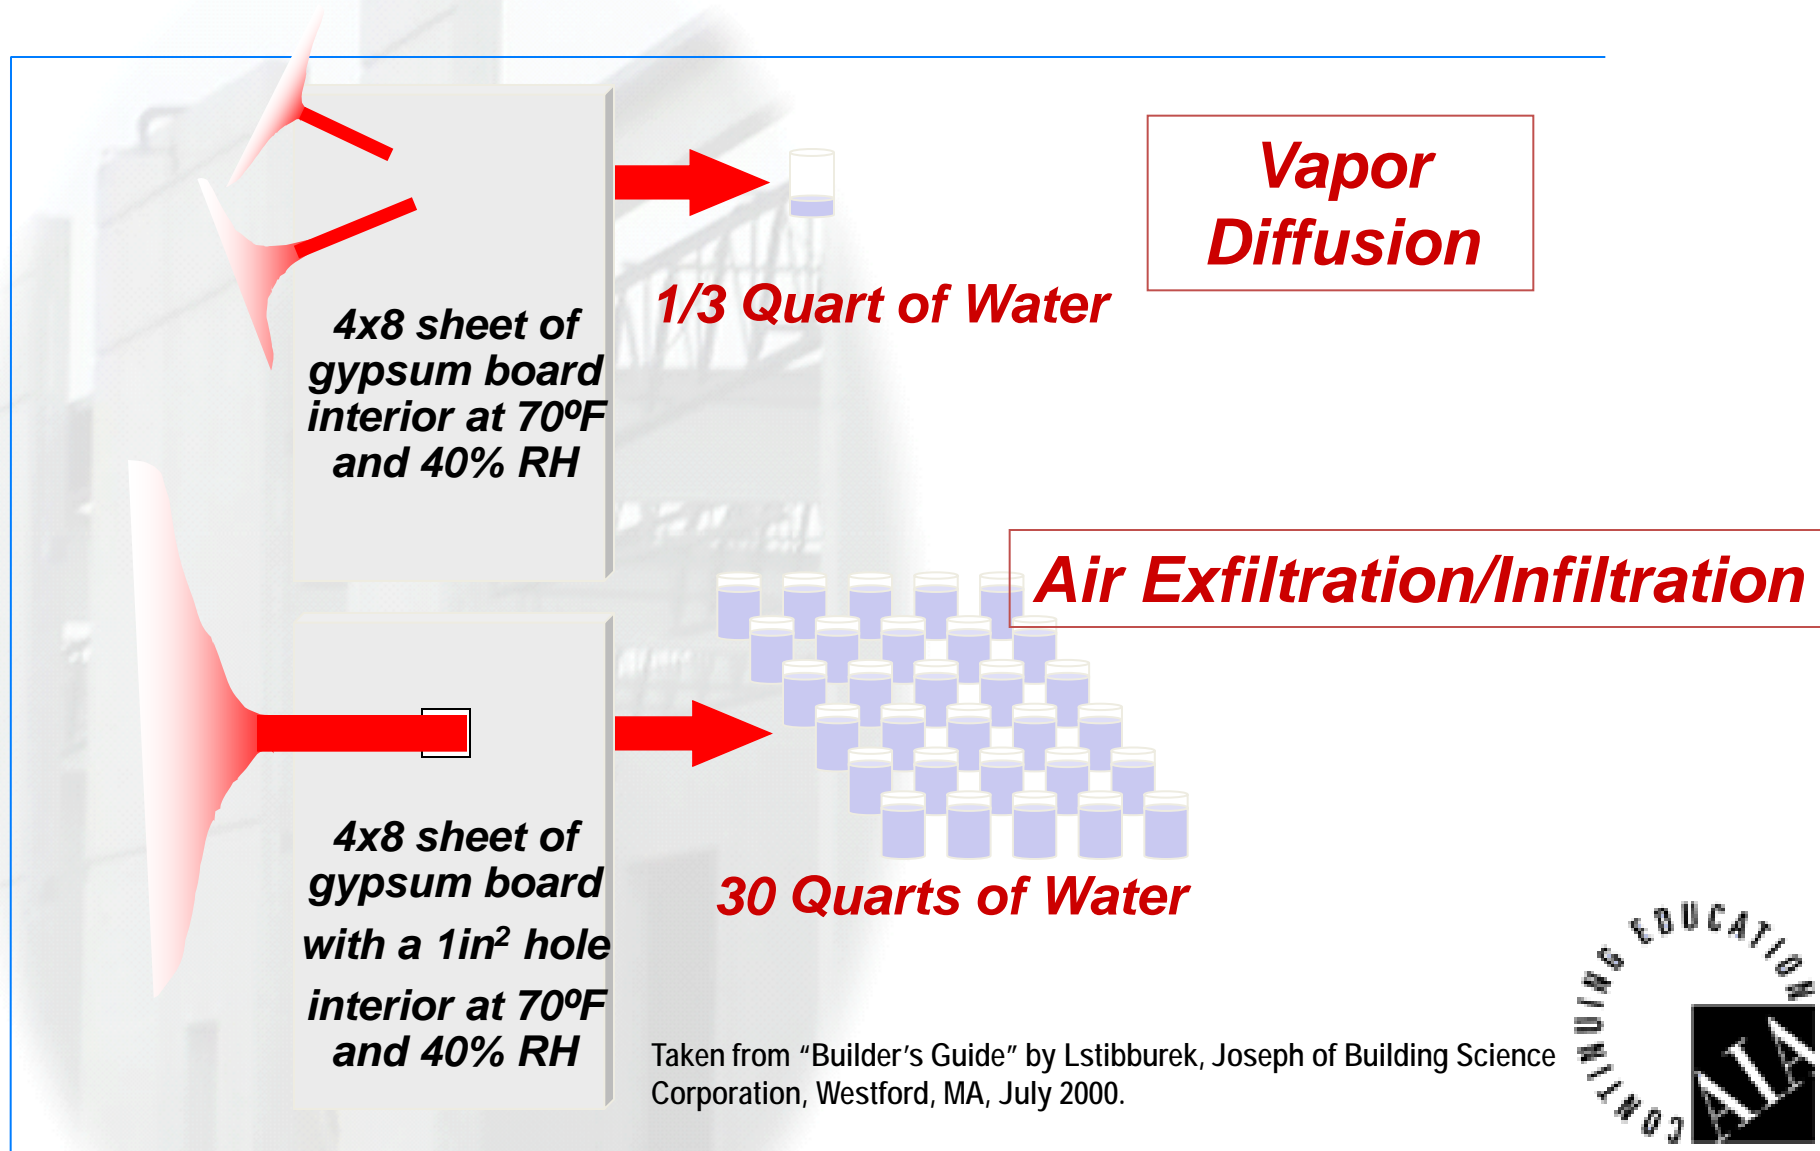 Vapor
Diffusion
1/3 Quart of Water
4x8 sheet of
gypsum board
interior at 70ºF
and 40% RH
Air Exfiltration/Infiltration
4x8 sheet of
gypsum board
with a 1in² hole
interior at 70ºF
and 40% RH
30 Quarts of Water
Taken from “Builder’s Guide” by Lstibburek, Joseph of Building Science
Corporation, Westford, MA, July 2000.
CONTINUING EDUCATION
AIA